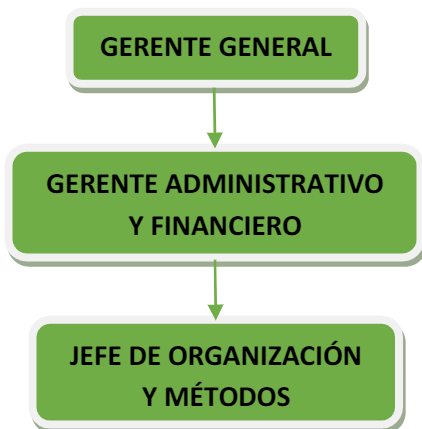 GERENTE GENERAL
GERENTE ADMINISTRATIVO
Y FINANCIERO
JEFE DE ORGANIZACIÓN
Y MÉTODOS